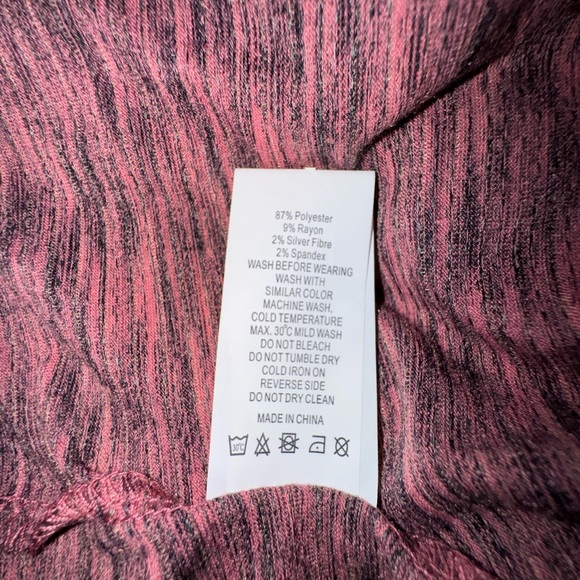 87% Polyester
9% Rayon
2% Silver Fibre
2% Spandex
WASH BEFORE WEARING
WASH WITH
SIMILAR COLOR
MACHINE WASH,
COLD TEMPERATURE
MAX. 30℃ MILD WASH
DO NOT BLEACH
DO NOT TUMBLE DRY
COLD IRON ON
REVERSE SIDE
DO NOT DRY CLEAN
MADE IN CHINA
30℃